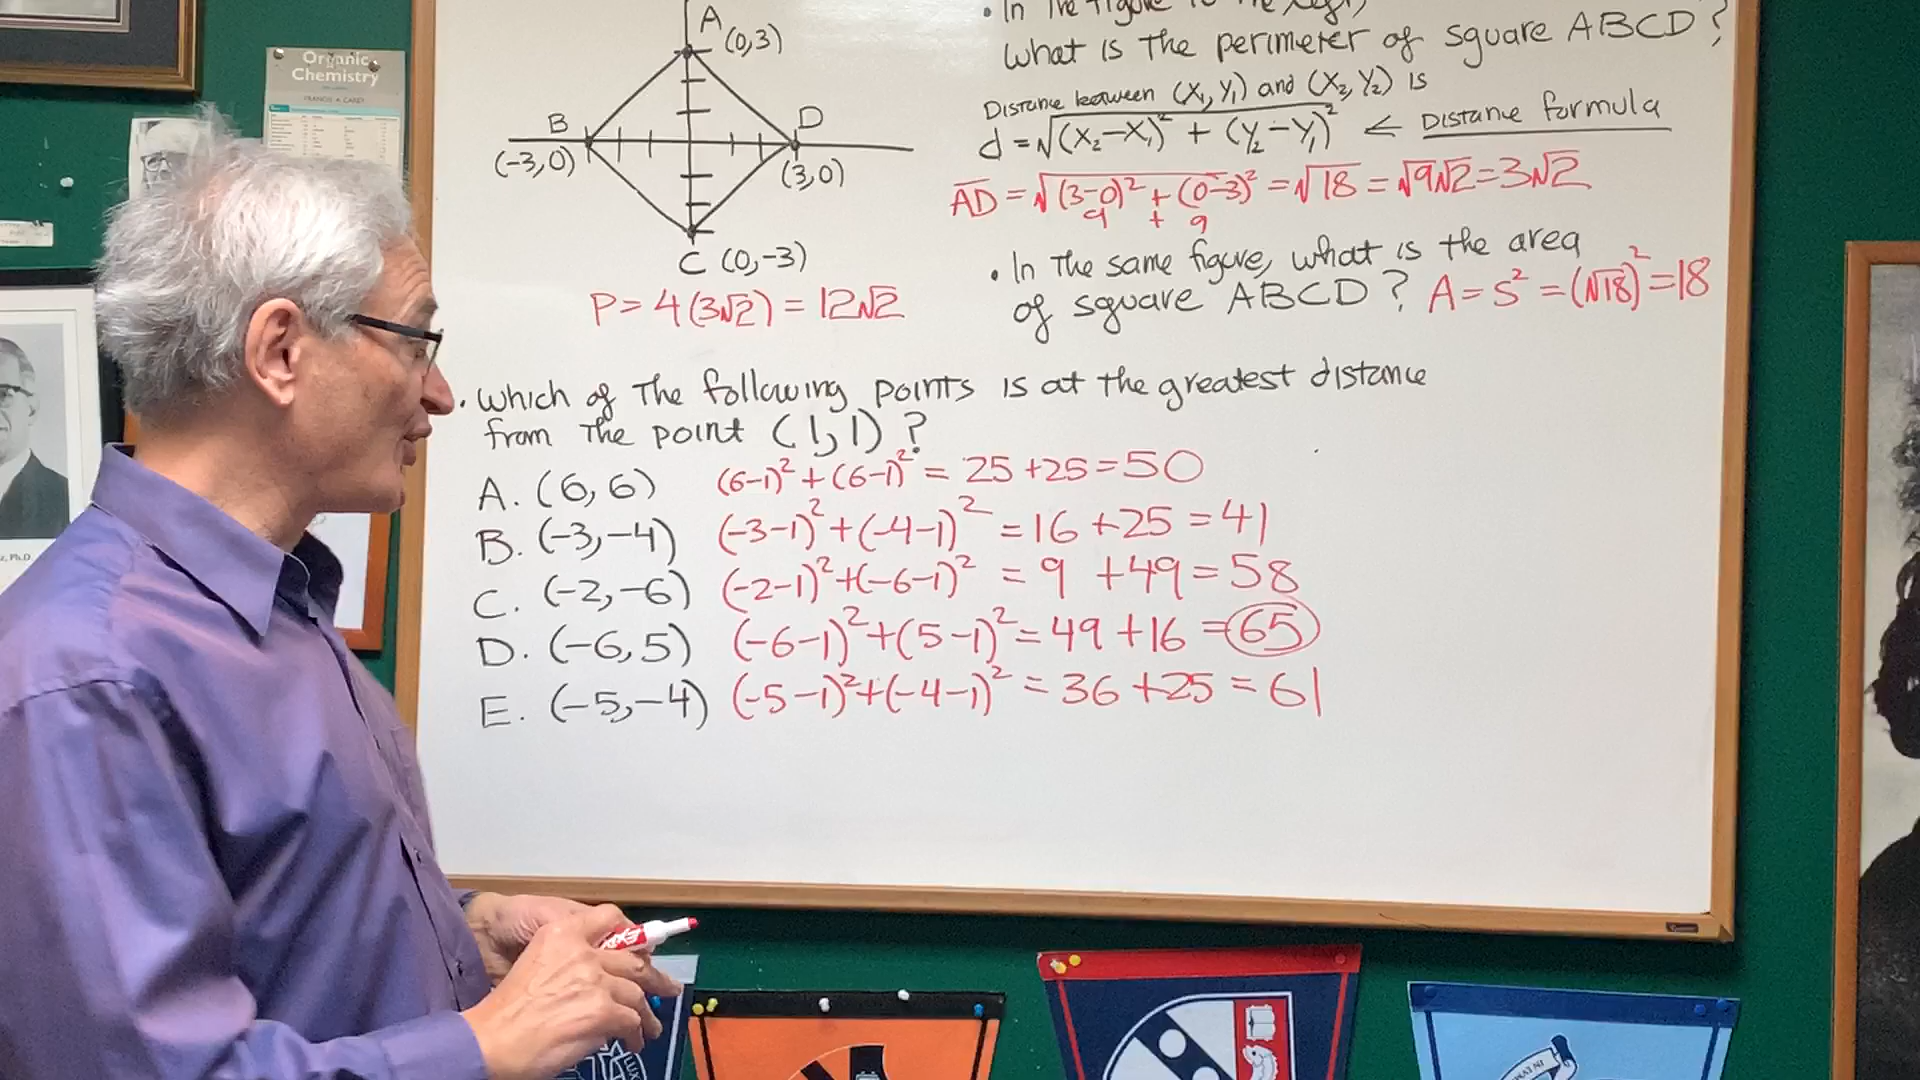 Organic
Chemistry
FRANCIS A. CAREY
z, Ph.D.
A (0,3)
B
(-3,0)
D
(3,0)
C (0,-3)
P = 4(3√2) = 12√2
• In the figure to the left,
What is the perimeter of square ABCD?
Distance between (X₁, Y₁) and (X₂, Y₂) is
d = √(X₂-X₁)² + (Y₂-Y₁)² ← Distance formula
AD = √(3-0)² + (0-3)² = √18 = √9√2 = 3√2
9 + 9
• In the same figure, what is the area
of square ABCD? A = S² = (√18)² = 18
• Which of the following points is at the greatest distance
from the point (1,1)?
A. (6,6) (6-1)² + (6-1)² = 25 + 25 = 50
B. (-3,-4) (-3-1)² + (-4-1)² = 16 + 25 = 41
C. (-2,-6) (-2-1)² + (-6-1)² = 9 + 49 = 58
D. (-6,5) (-6-1)² + (5-1)² = 49 + 16 = 65
E. (-5,-4) (-5-1)² + (-4-1)² = 36 + 25 = 61
LUX